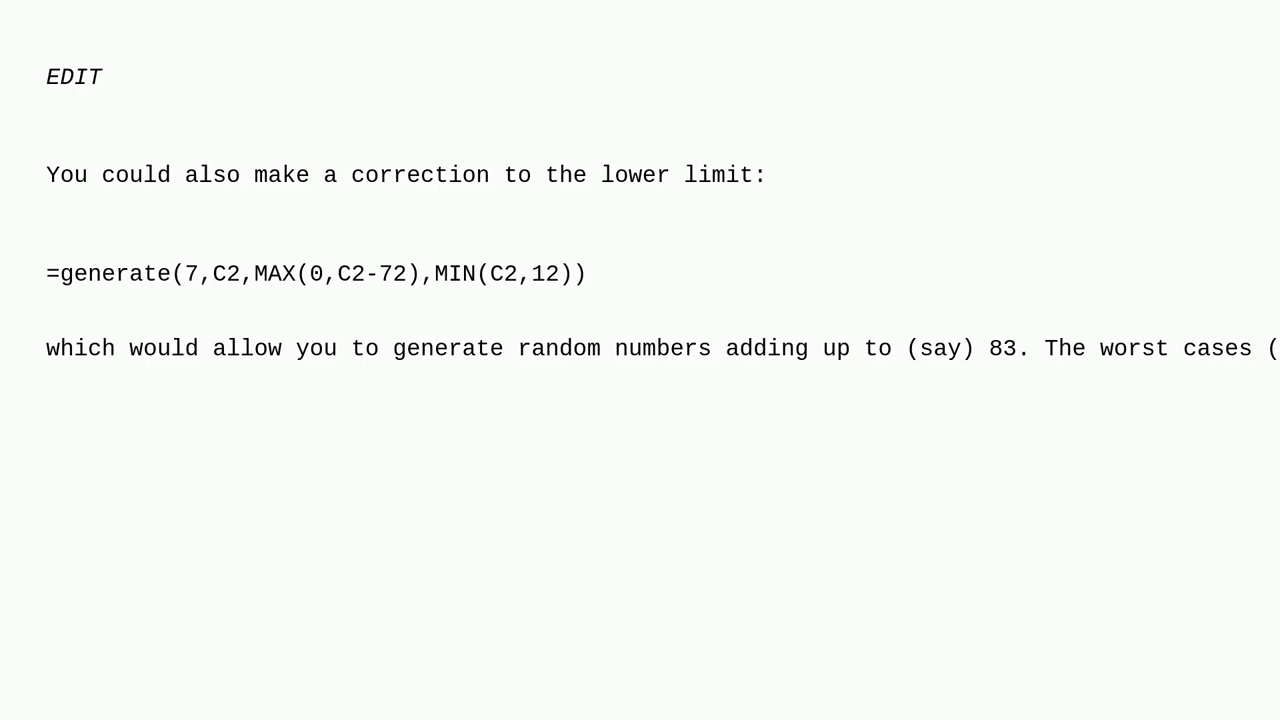 EDIT
You could also make a correction to the lower limit:
=generate(7,C2,MAX(0,C2-72),MIN(C2,12))
which would allow you to generate random numbers adding up to (say) 83. The worst cases (